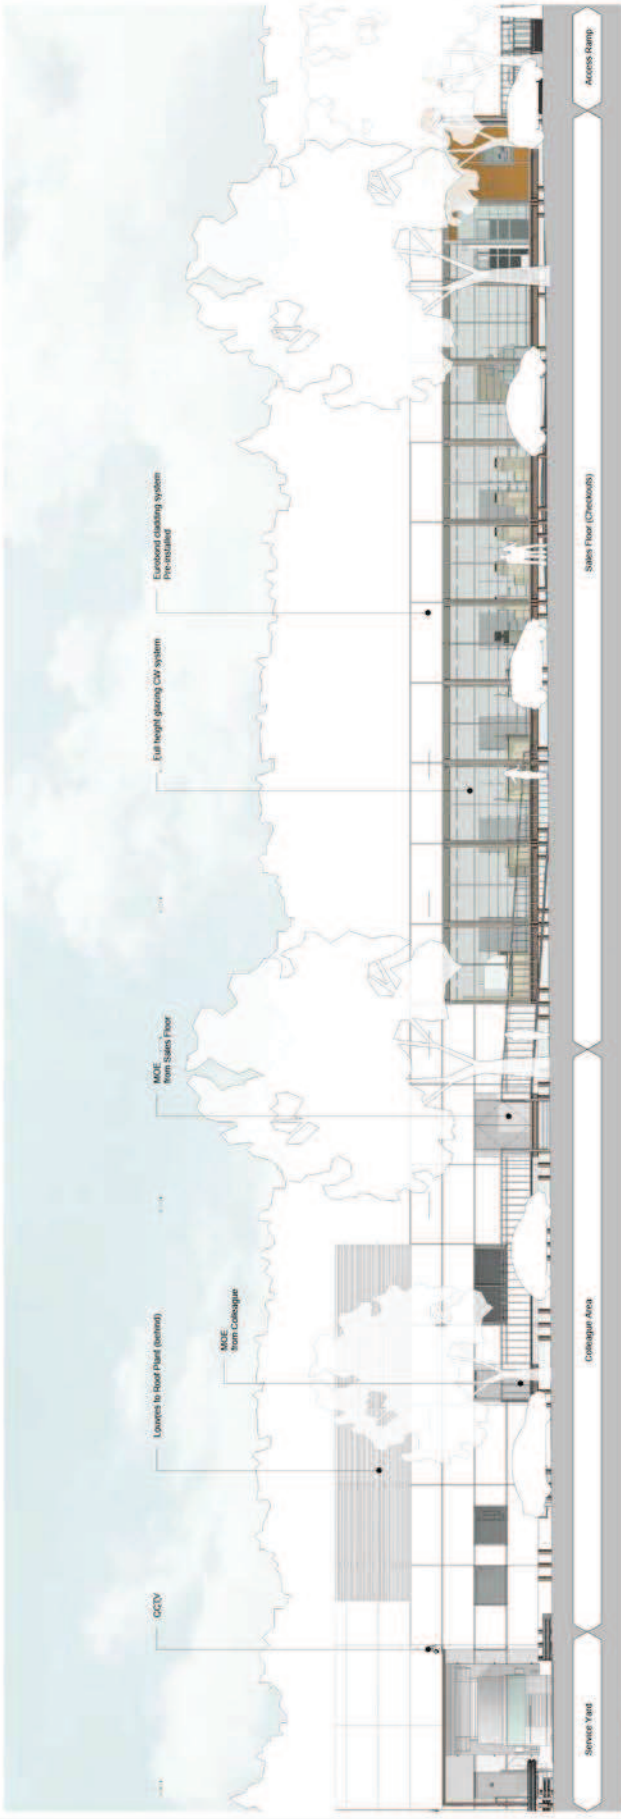 CCTV
Louvres to Roof Plant (behind)
MOE
from Colleague
MOE
from Sales Floor
Full height glazing CW system
Eurobond cladding system
Pre-installed
Service Yard
Colleague Area
Sales Floor (Checkouts)
Access Ramp